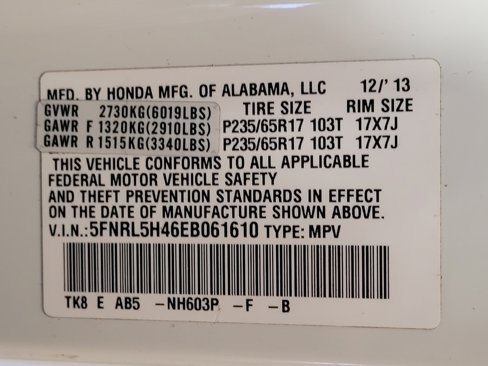 MFD. BY HONDA MFG. OF ALABAMA, LLC 12/'13
GVWR 2730KG(6019LBS) TIRE SIZE RIM SIZE
GAWR F 1320KG(2910LBS) P235/65R17 103T 17X7J
GAWR R 1515KG(3340LBS) P235/65R17 103T 17X7J
THIS VEHICLE CONFORMS TO ALL APPLICABLE
FEDERAL MOTOR VEHICLE SAFETY
AND THEFT PREVENTION STANDARDS IN EFFECT
ON THE DATE OF MANUFACTURE SHOWN ABOVE.
V.I.N.:5FNRL5H46EB061610 TYPE: MPV
TK8 E AB5 -NH603P -F -B